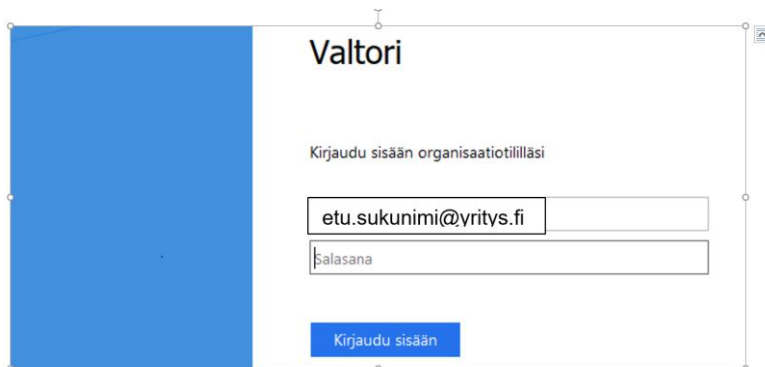 Valtori
Kirjaudu sisään organisaatiotililläsi
etu.sukunimi@yritys.fi
Salasana
Kirjaudu sisään